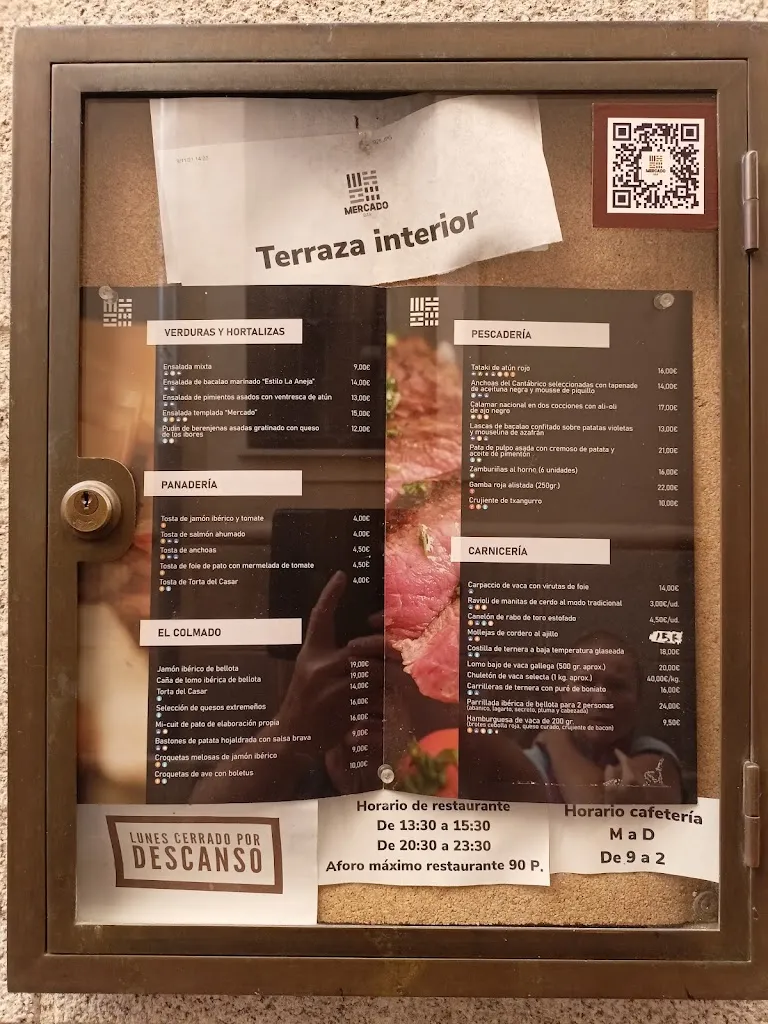 MERCADO
Terraza interior
MERCADO
VERDURAS Y HORTALIZAS
Ensalada mixta 9,00€
Ensalada de bacalao marinado "Estilo La Aneja" 14,00€
Ensalada de pimientos asados con ventresca de atún 13,00€
Ensalada templada "Mercado" 15,00€
Pudin de berenjenas asadas gratinado con queso 12,00€
de los ibores
PANADERÍA
Tosta de jamón ibérico y tomate 4,00€
Tosta de salmón ahumado 4,00€
Tosta de anchoas 4,50€
Tosta de foie de pato con mermelada de tomate 4,50€
Tosta de Torta del Casar 4,00€
EL COLMADO
Jamón ibérico de bellota 19,00€
Caña de lomo ibérica de bellota 19,00€
Torta del Casar 14,00€
Selección de quesos extremeños 16,00€
Mi-cuit de pato de elaboración propia 16,00€
Bastones de patata hojaldrada con salsa brava 9,00€
Croquetas melosas de jamón ibérico 9,00€
Croquetas de ave con boletus 10,00€
PESCADERÍA
Tataki de atún rojo 16,00€
Anchoas del Cantábrico seleccionadas con tapenade 14,00€
de aceituna negra y mousse de piquillo
Calamar nacional en dos cocciones con ali-oli 17,00€
de ajo negro
Lascas de bacalao confitado sobre patatas violetas 13,00€
y mouselina de azafrán
Pata de pulpo asada con cremoso de patata y 21,00€
aceite de pimentón
Zamburiñas al horno (6 unidades) 16,00€
Gamba roja alistada (250gr.) 22,00€
Crujiente de txangurro 10,00€
CARNICERÍA
Carpaccio de vaca con virutas de foie 14,00€
Ravioli de manitas de cerdo al modo tradicional 3,00€/ud.
Canelón de rabo de toro estofado 4,50€/ud.
Mollejas de cordero al ajillo 15€
Costilla de ternera a baja temperatura glaseada 18,00€
Lomo bajo de vaca gallega (500 gr. aprox.) 20,00€
Chuletón de vaca selecta (1 kg. aprox.) 40,00€/kg.
Carrilleras de ternera con puré de boniato 16,00€
Parrillada ibérica de bellota para 2 personas 24,00€
(abanico, lagarto, secreto, pluma y cabezada)
Hamburguesa de vaca de 200 gr. 9,50€
(brotes cebolla roja, queso curado, crujiente de bacon)
LUNES CERRADO POR
DESCANSO
Horario de restaurante
De 13:30 a 15:30
De 20:30 a 23:30
Aforo máximo restaurante 90 P.
Horario cafetería
M a D
De 9 a 2